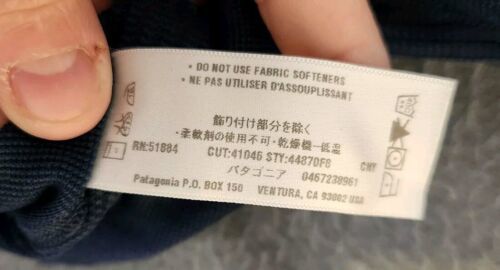 • DO NOT USE FABRIC SOFTENERS
• NE PAS UTILISER D'ASSOUPLISSANT
飾り付け部分を除く
・柔軟剤の使用不可・乾燥機一低温
RN:51884 CUT:41046 STY:44870F8 CHY
パタゴニア 0467238961
Patagonia P.O. BOX 150 VENTURA, CA 93002 USA